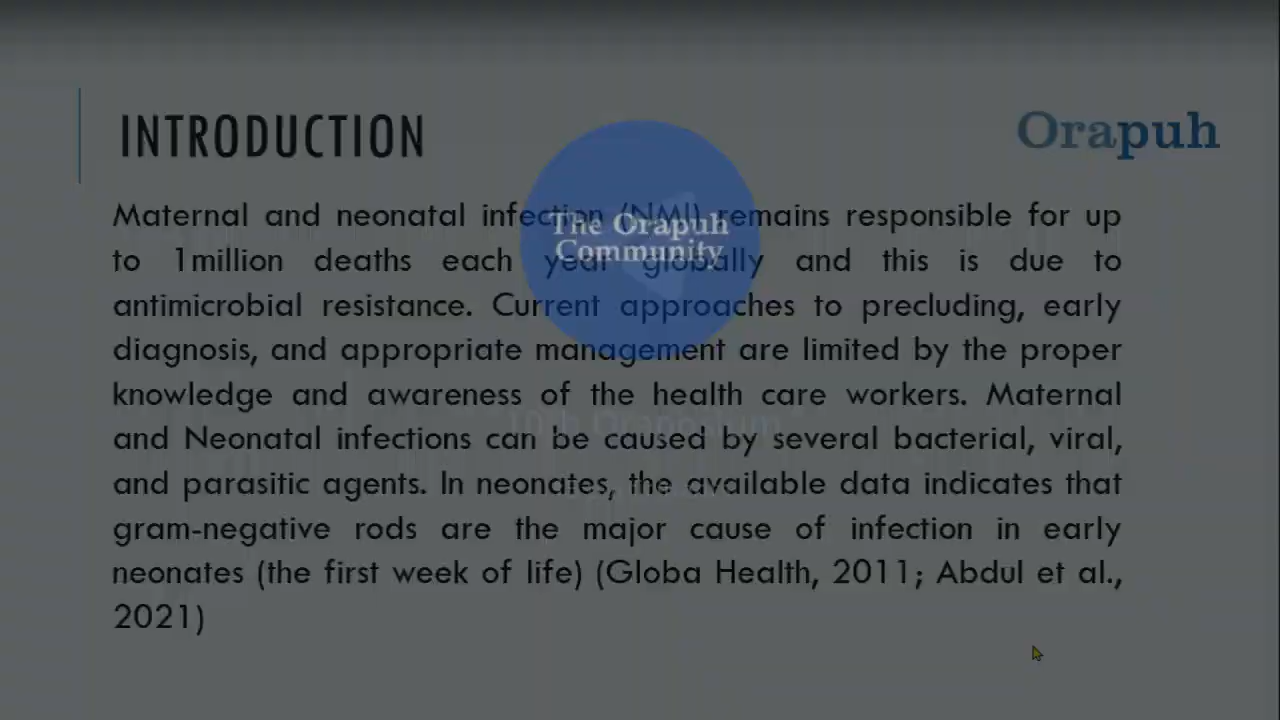 INTRODUCTION
Orapuh
Maternal and neonatal infection (NMI) remains responsible for up
to 1million deaths each year globally and this is due to
antimicrobial resistance. Current approaches to precluding, early
diagnosis, and appropriate management are limited by the proper
knowledge and awareness of the health care workers. Maternal
and Neonatal infections can be caused by several bacterial, viral,
and parasitic agents. In neonates, the available data indicates that
gram-negative rods are the major cause of infection in early
neonates (the first week of life) (Globa Health, 2011; Abdul et al.,
2021)
The Orapuh
Community
10th Oraposium